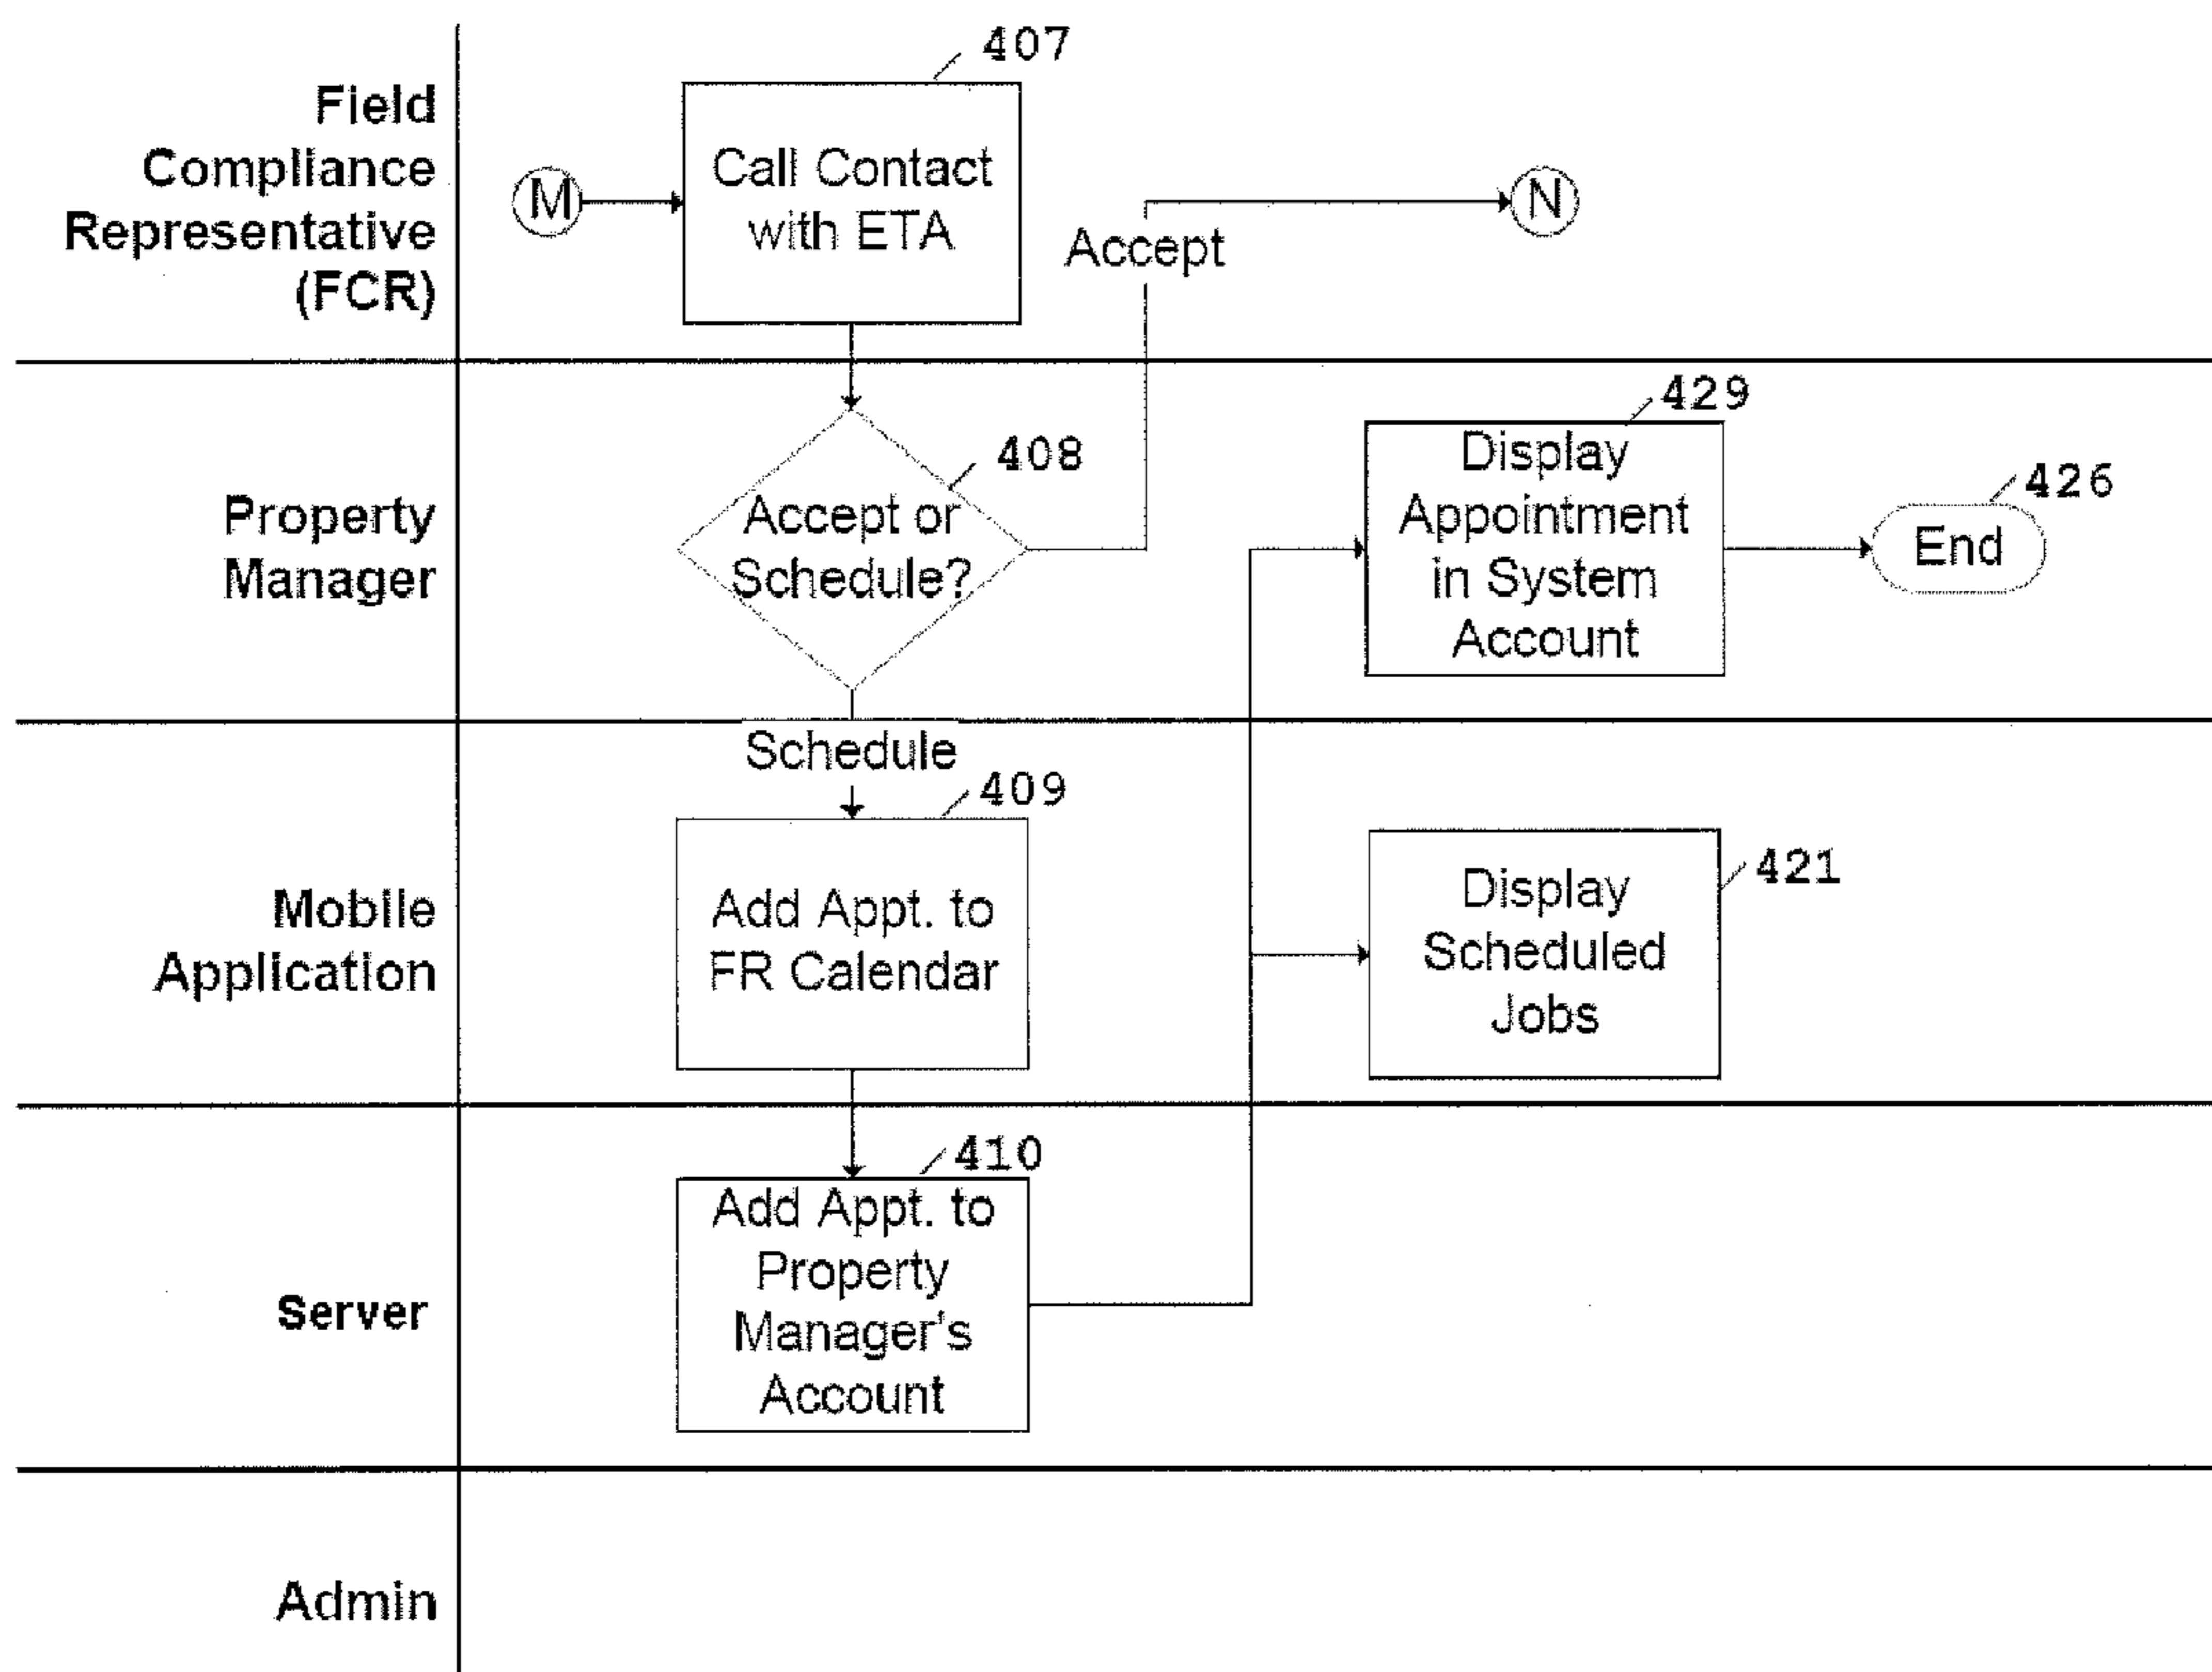 Field
Compliance
Representative
(FCR)
M
407
Call Contact
with ETA
Accept
N
Property
Manager
408
Accept or
Schedule?
429
Display
Appointment
in System
Account
426
End
Mobile
Application
Schedule
409
Add Appt. to
FR Calendar
421
Display
Scheduled
Jobs
Server
410
Add Appt. to
Property
Manager's
Account
Admin